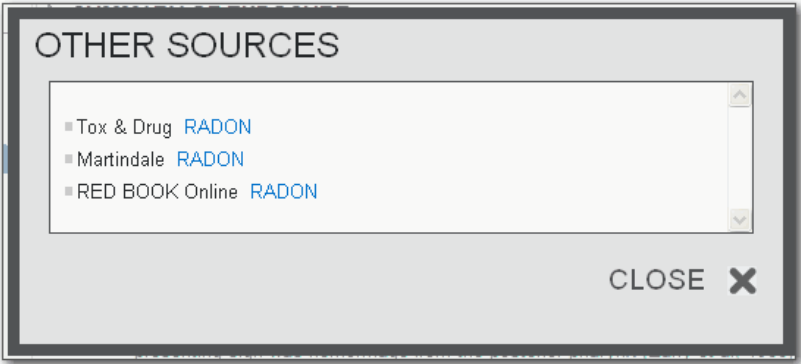 OTHER SOURCES
Tox & Drug RADON
Martindale RADON
RED BOOK Online RADON
CLOSE